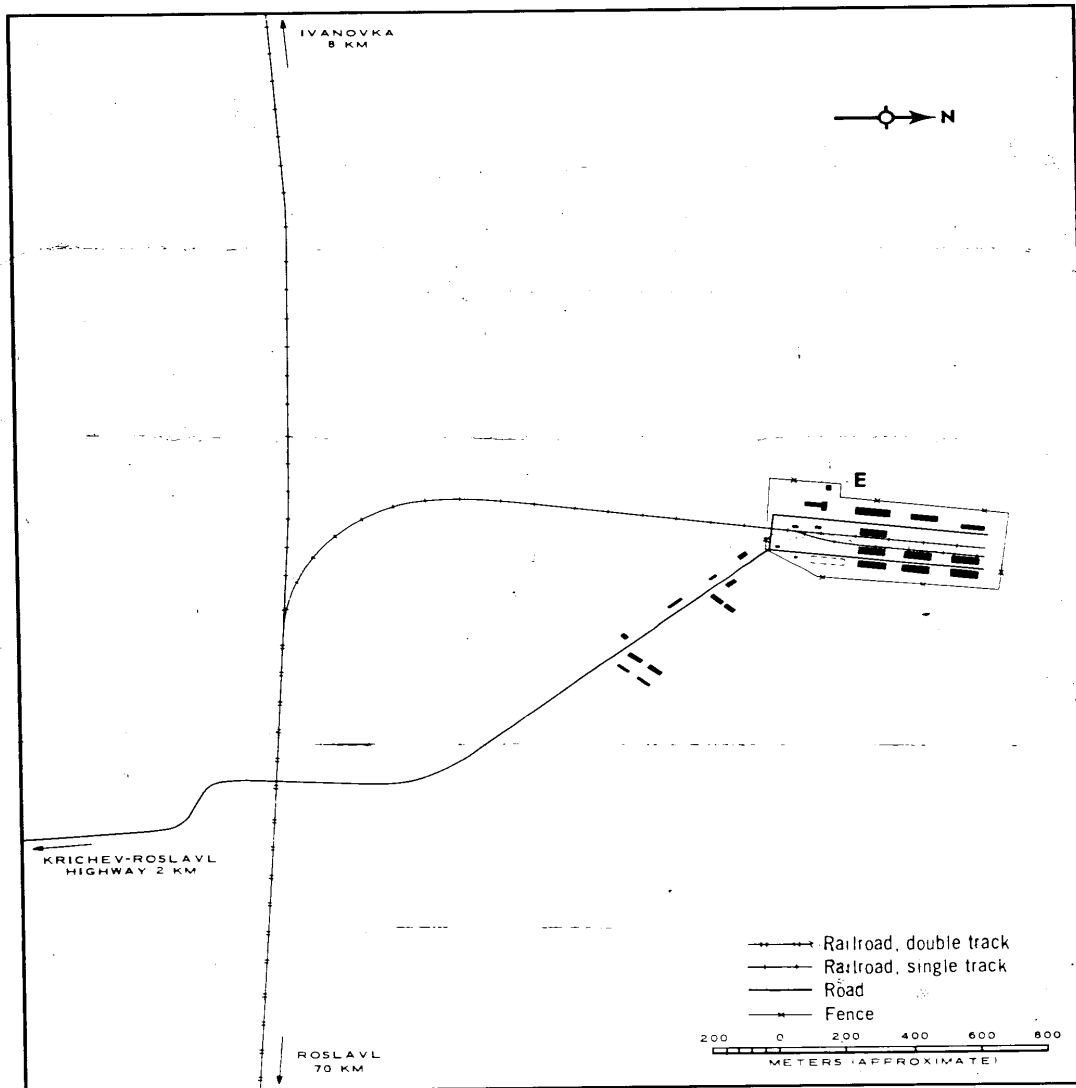 IVANOVKA
8 KM
N
E
KRICHEV-ROSLAVL
HIGHWAY 2 KM
Railroad, double track
Railroad, single track
Road
Fence
200 0 200 400 600 800
METERS (APPROXIMATE)
ROSLAVL
70 KM